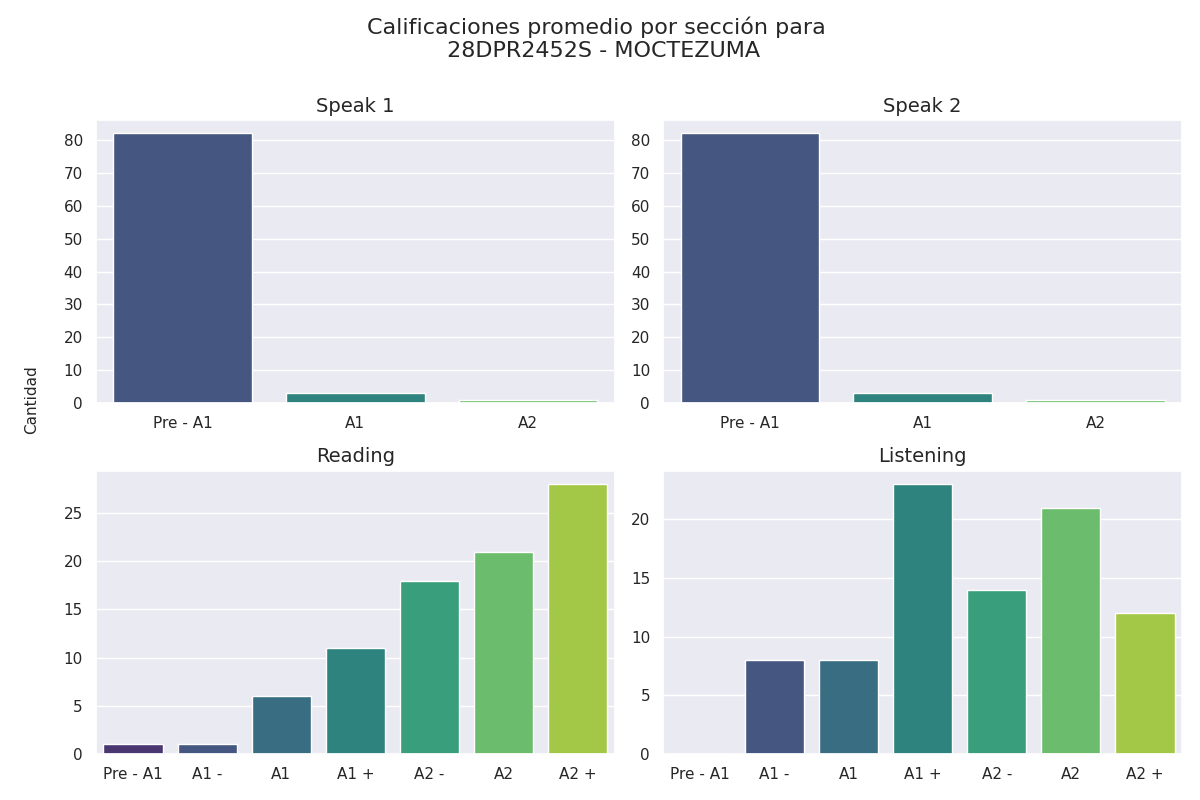 Calificaciones promedio por sección para
28DPR2452S - MOCTEZUMA
Speak 1
80
70
60
50
40
30
20
10
0
Pre - A1 A1 A2
Speak 2
80
70
60
50
40
30
20
10
0
Pre - A1 A1 A2
Cantidad
Reading
25
20
15
10
5
0
Pre - A1 A1 - A1 A1 + A2 - A2 A2 +
Listening
20
15
10
5
0
Pre - A1 A1 - A1 A1 + A2 - A2 A2 +